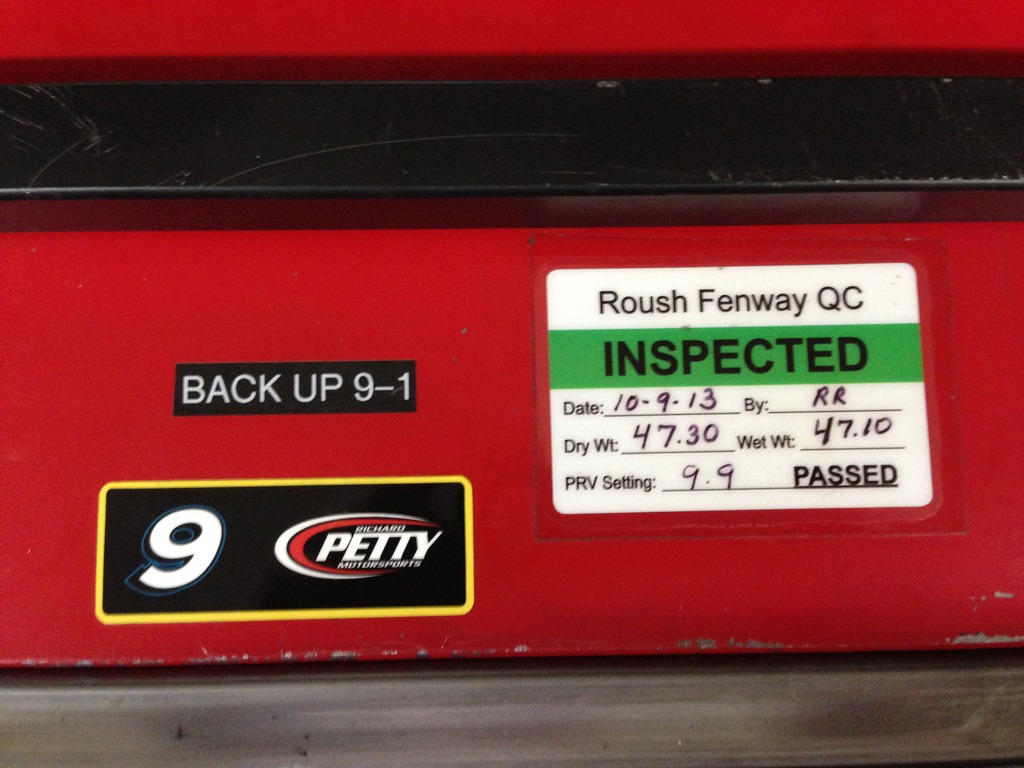 Roush Fenway QC
INSPECTED
Date: 10-9-13 By: RR
Dry Wt: 47.30 Wet Wt: 47.10
PRV Setting: 9.9 PASSED
BACK UP 9-1
9
RICHARD
PETTY
MOTORSPORTS